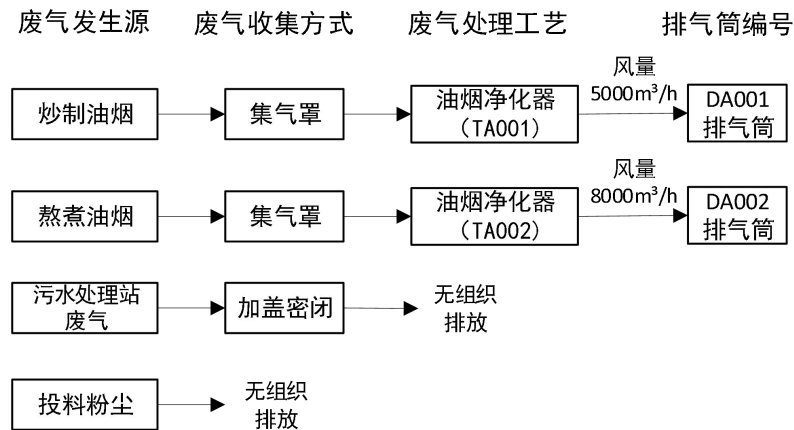 废气发生源 废气收集方式 废气处理工艺 排气筒编号
炒制油烟
集气罩
油烟净化器
（TA001）
风量
5000m³/h
DA001
排气筒
熬煮油烟
集气罩
油烟净化器
（TA002）
风量
8000m³/h
DA002
排气筒
污水处理站
废气
加盖密闭
无组织
排放
投料粉尘
无组织
排放